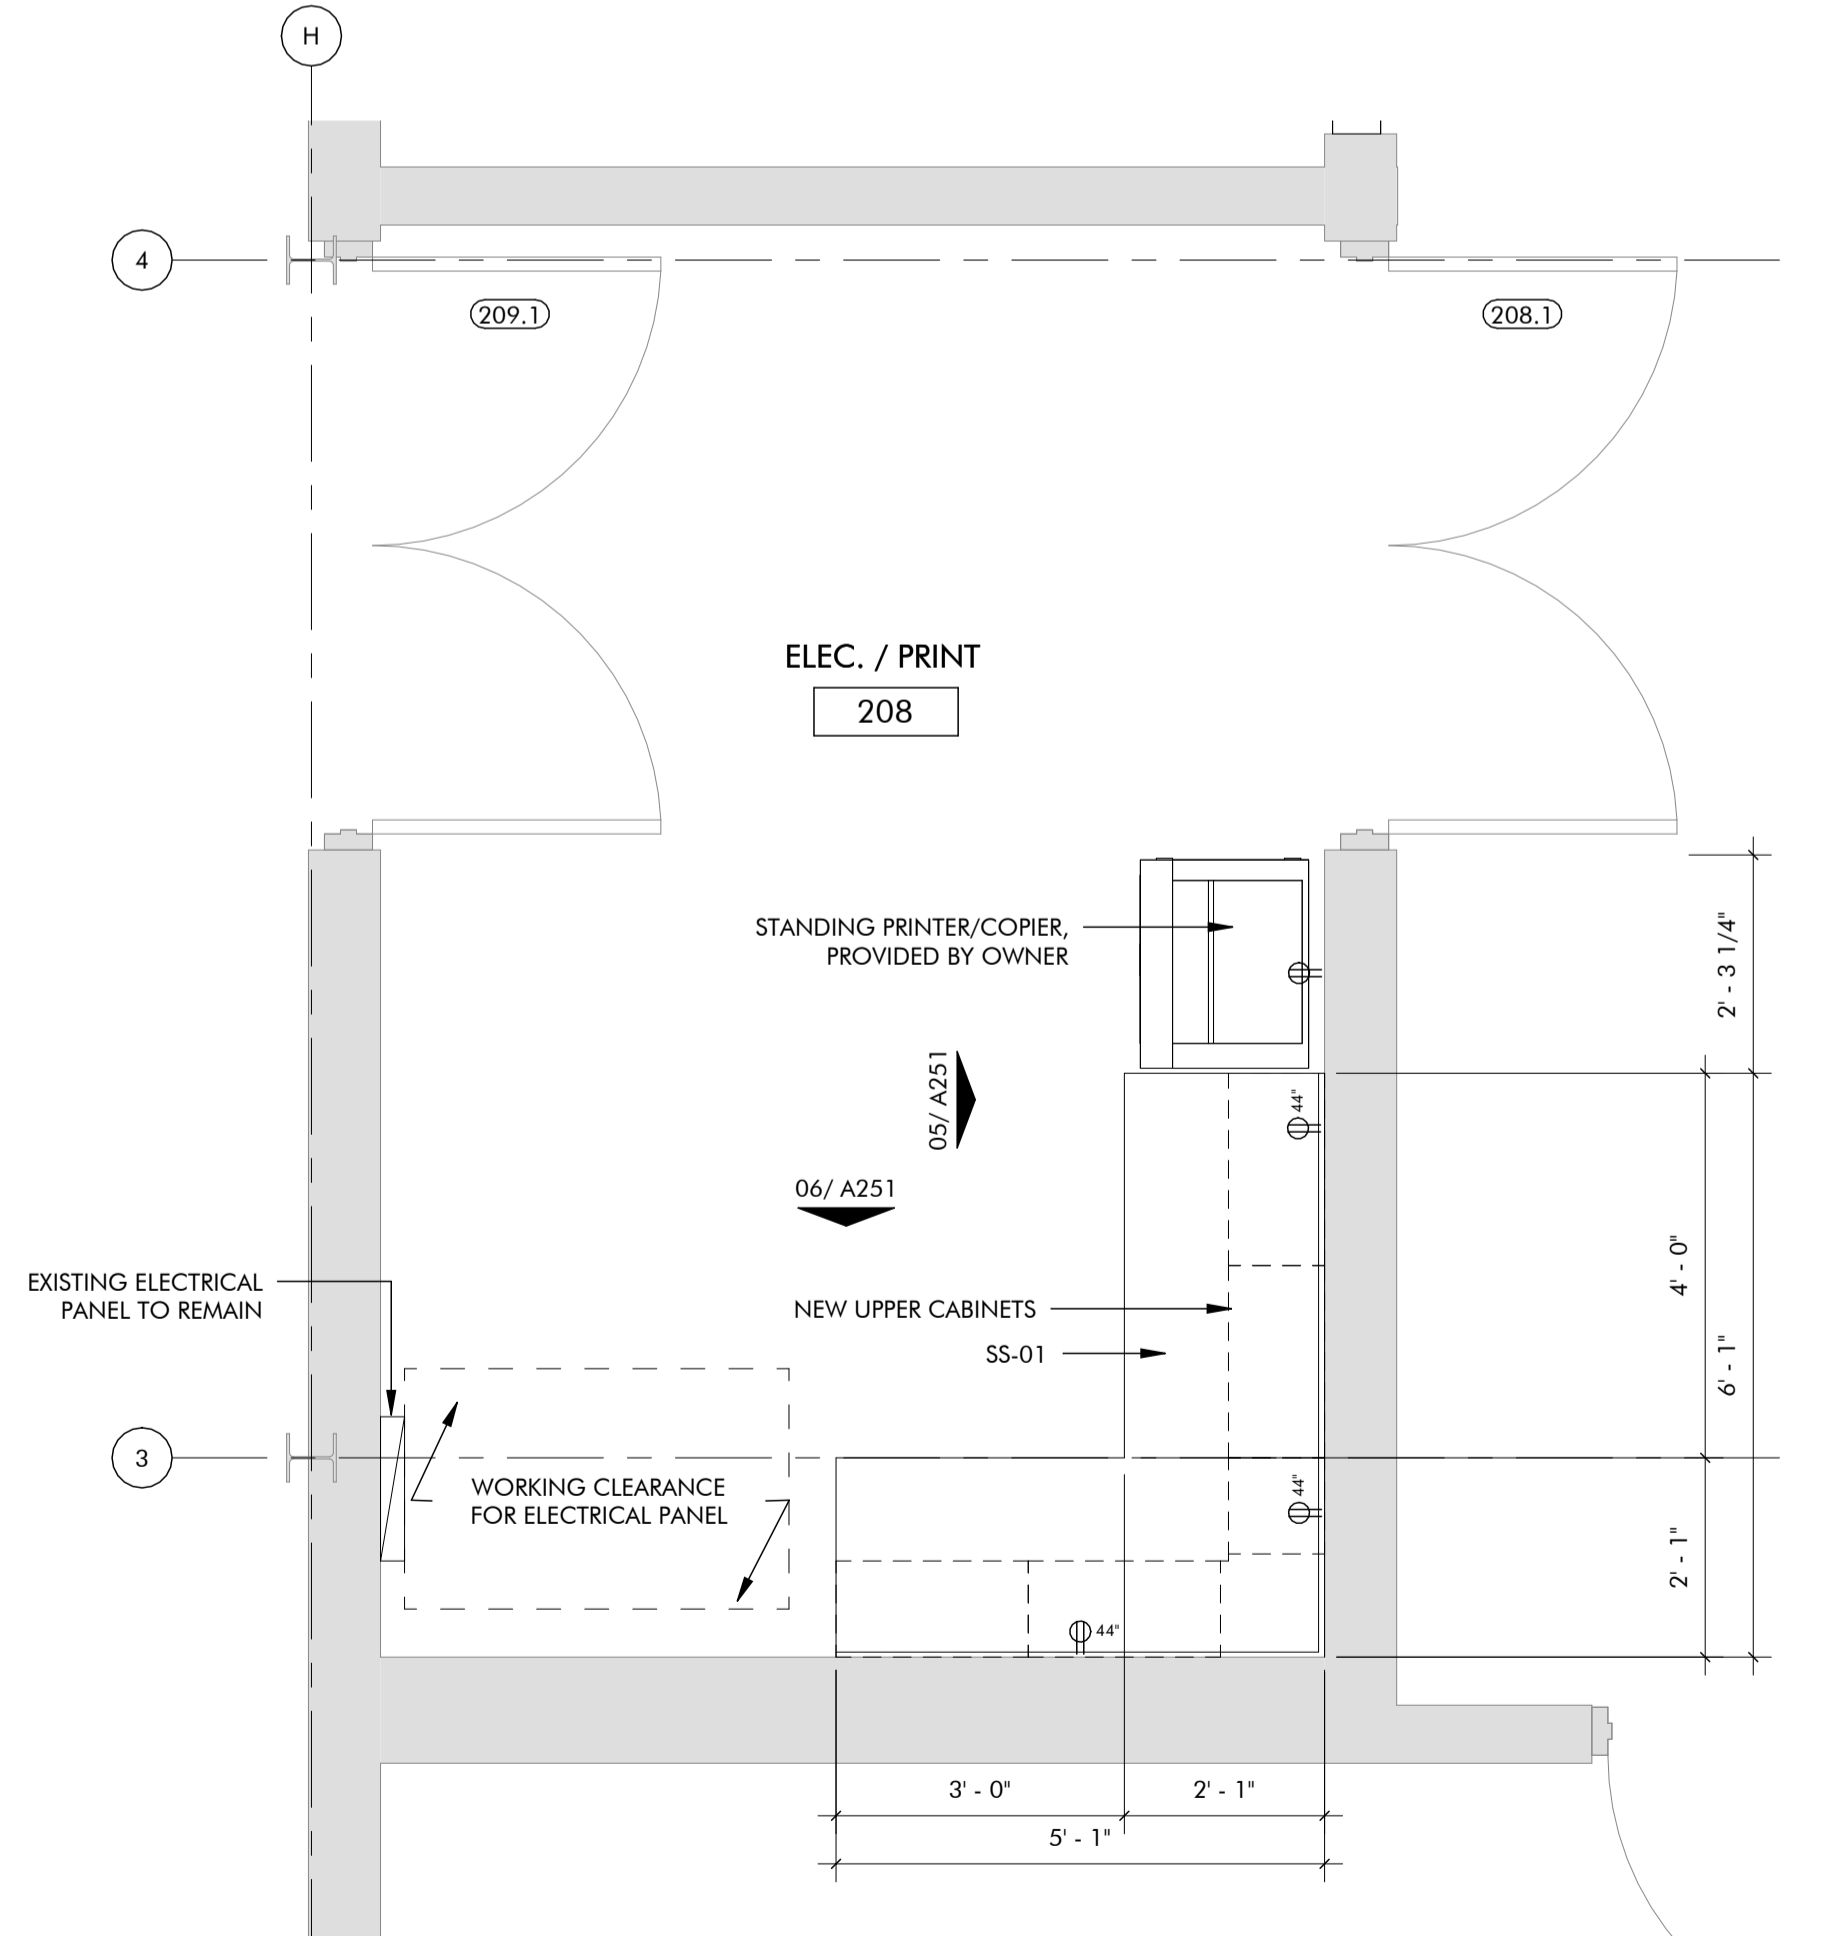 H
4
209.1
208.1
ELEC. / PRINT
208
STANDING PRINTER/COPIER,
PROVIDED BY OWNER
2' - 3 1/4"
05/ A251
44"
06/ A251
EXISTING ELECTRICAL
PANEL TO REMAIN
NEW UPPER CABINETS
SS-01
4' - 0"
6' - 1"
3
WORKING CLEARANCE
FOR ELECTRICAL PANEL
44"
2' - 1"
44"
3' - 0"
2' - 1"
5' - 1"